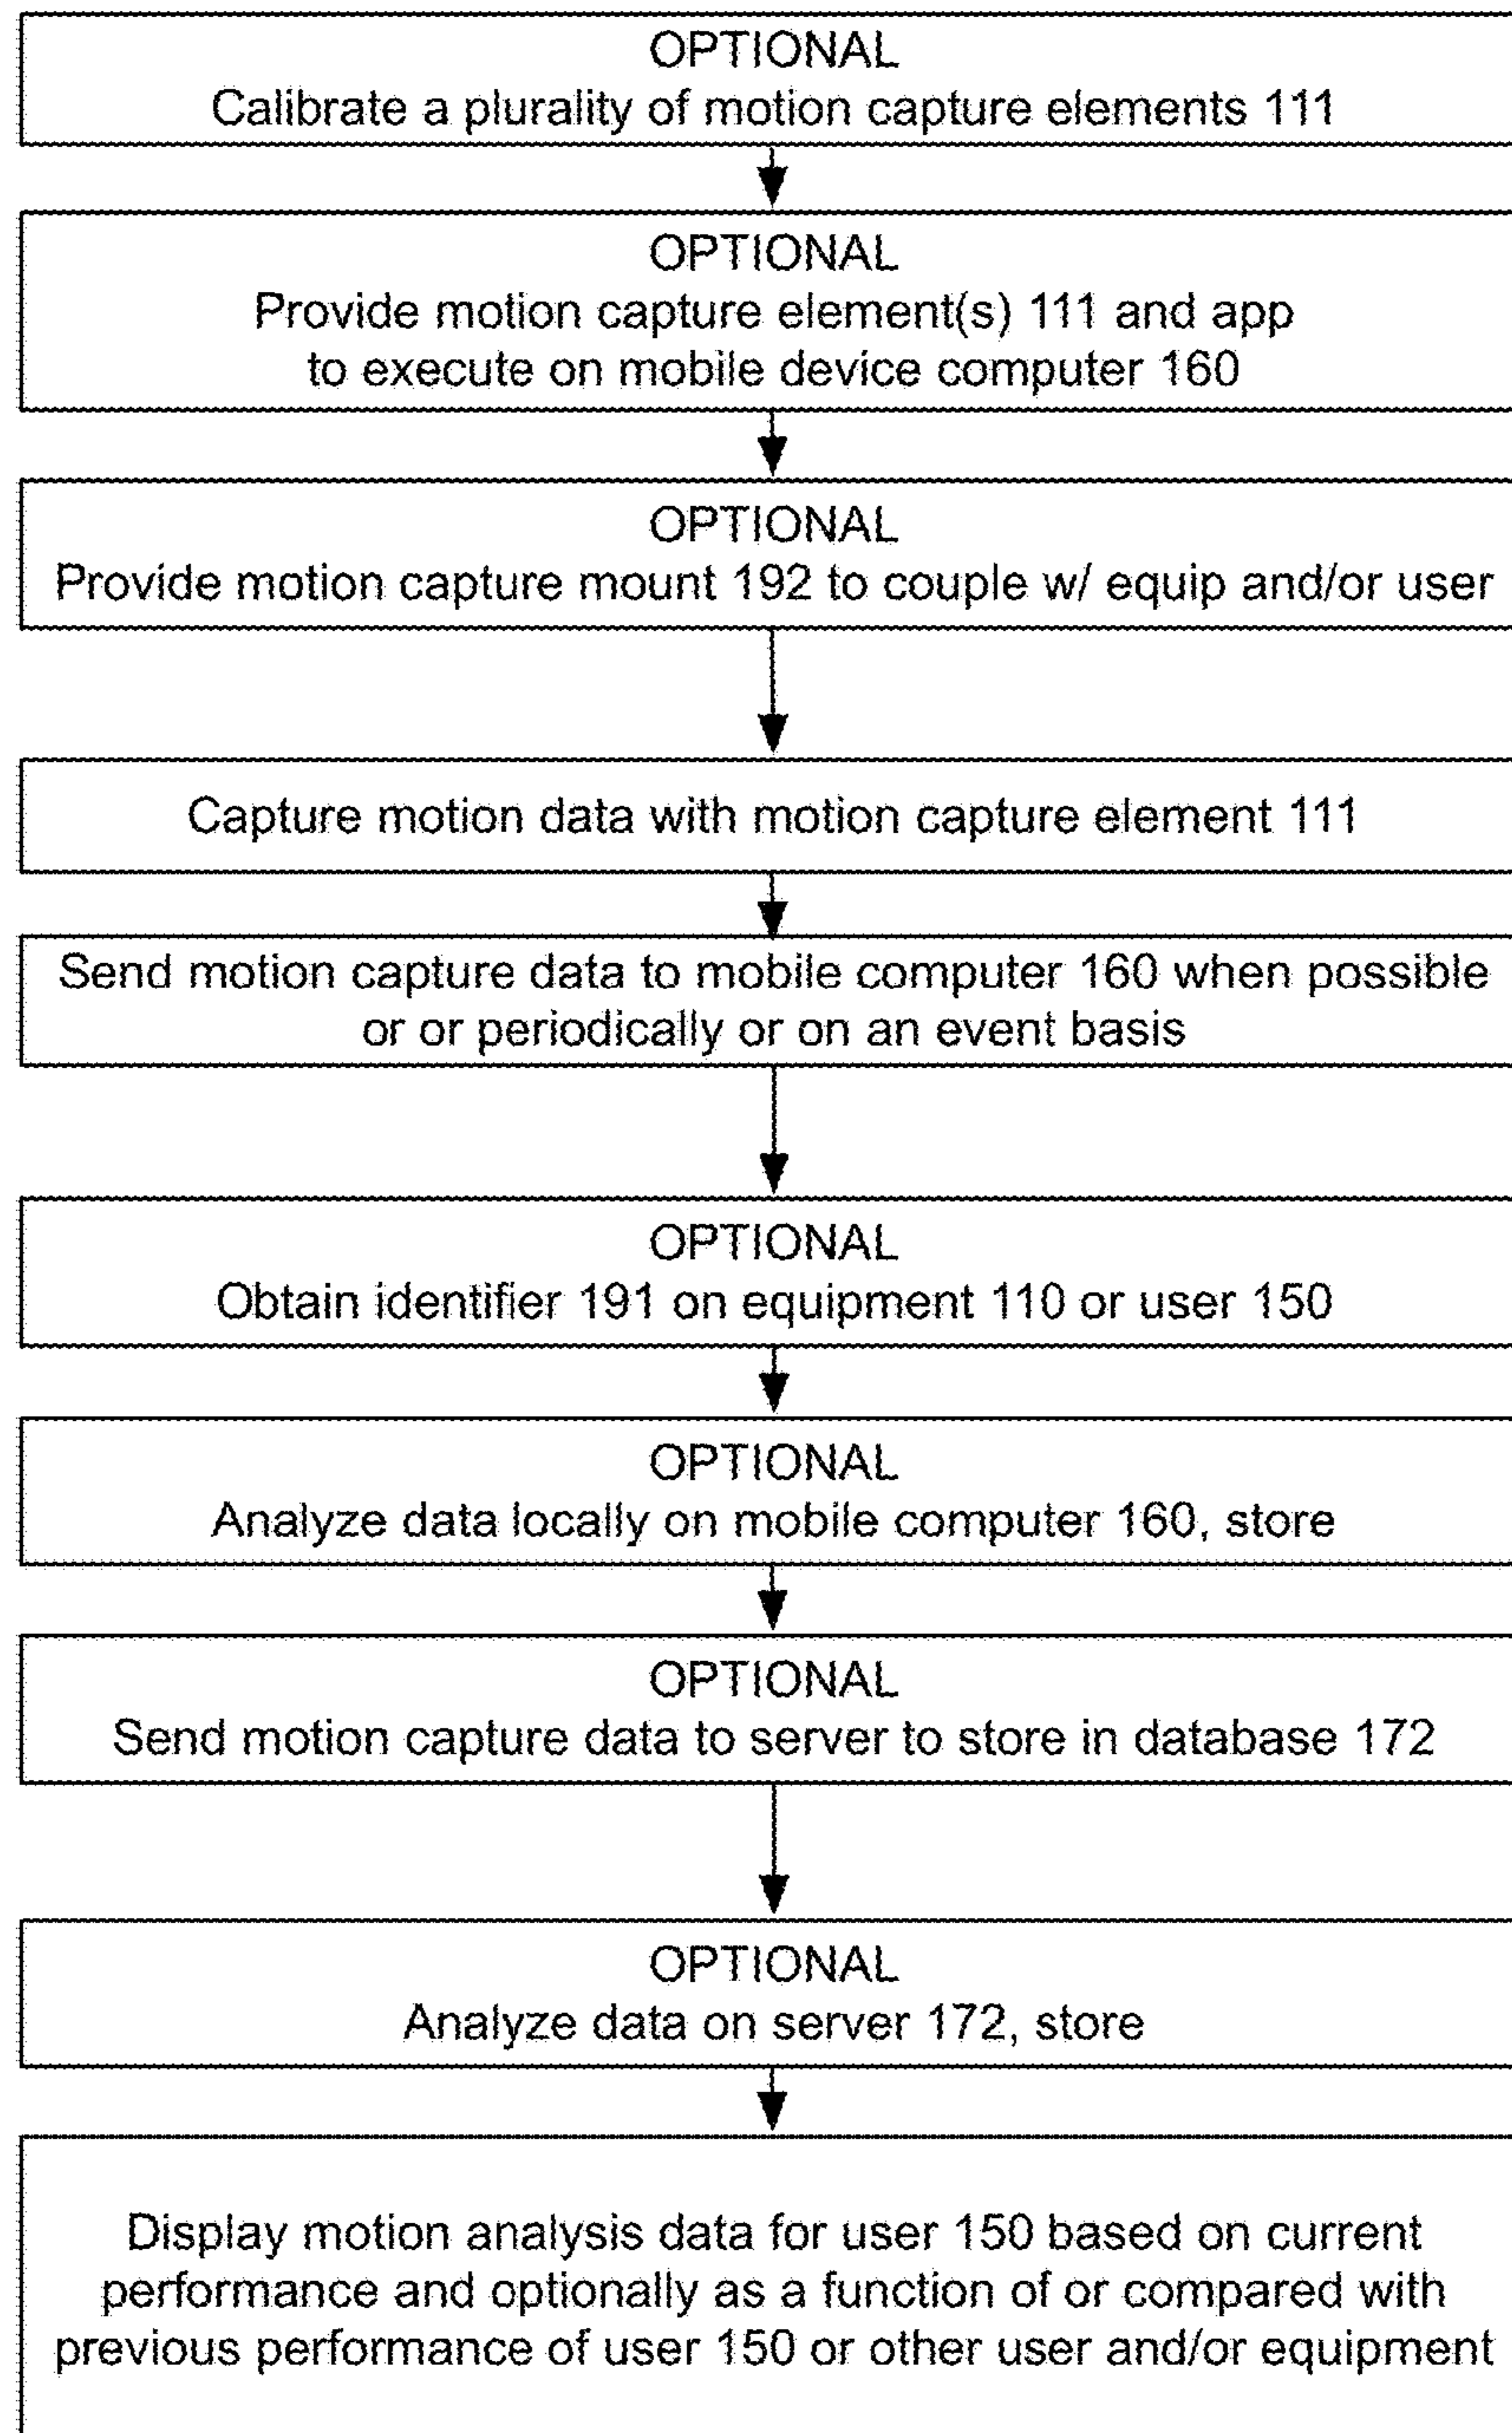 OPTIONAL
Calibrate a plurality of motion capture elements 111
OPTIONAL
Provide motion capture element(s) 111 and app
to execute on mobile device computer 160
OPTIONAL
Provide motion capture mount 192 to couple w/ equip and/or user
Capture motion data with motion capture element 111
Send motion capture data to mobile computer 160 when possible
or or periodically or on an event basis
OPTIONAL
Obtain identifier 191 on equipment 110 or user 150
OPTIONAL
Analyze data locally on mobile computer 160, store
OPTIONAL
Send motion capture data to server to store in database 172
OPTIONAL
Analyze data on server 172, store
Display motion analysis data for user 150 based on current
performance and optionally as a function of or compared with
previous performance of user 150 or other user and/or equipment